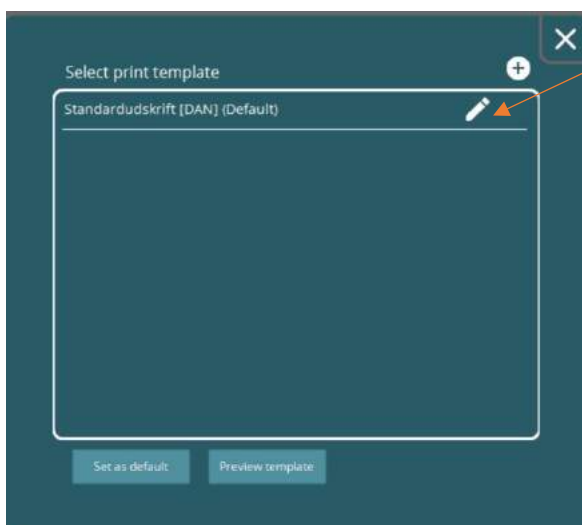 Select print template
Standardudskrift [DAN] (Default)
Set as default
Preview template